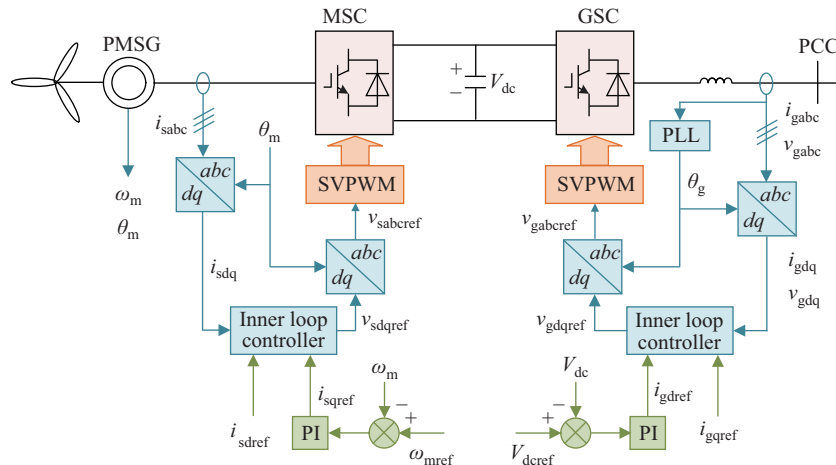 MSC
GSC
PMSG
PCC
+
−
V_dc
i_sabc
θ_m
i_gabc
PLL
v_gabc
abc
dq
SVPWM
SVPWM
θ_g
abc
dq
ω_m
θ_m
v_sabcref
v_gabcref
i_sdq
abc
dq
abc
dq
i_gdq
v_gdq
v_sdqref
v_gdqref
Inner loop
controller
Inner loop
controller
ω_m
V_dc
i_sqref
−
+
−
+
i_gdref
i_sdref
PI
PI
i_gqref
ω_mref
V_dcref